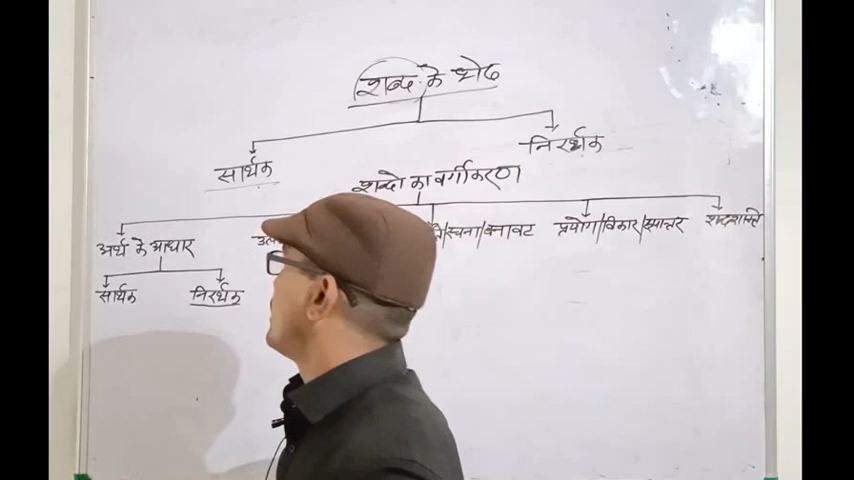 शब्द के भेद
सार्थक निरर्थक
शब्दो का वर्गीकरण
अर्थ के आधार रचना/बनावट प्रयोग/विकार/रूपान्तर शब्दशक्ति
सार्थक निरर्थक